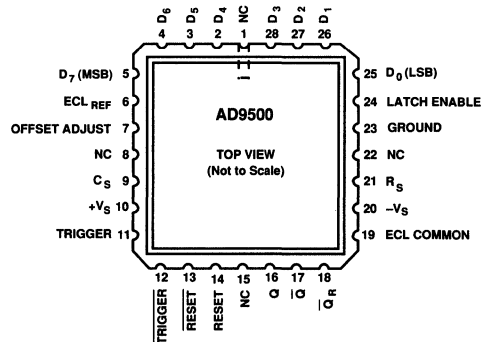 D6 D5 D4 NC D3 D2 D1
4 3 2 1 28 27 26
D7 (MSB) 5
ECL REF 6
OFFSET ADJUST 7
NC 8
CS 9
+VS 10
TRIGGER 11
AD9500
TOP VIEW
(Not to Scale)
25 D0 (LSB)
24 LATCH ENABLE
23 GROUND
22 NC
21 RS
20 –VS
19 ECL COMMON
12 13 14 15 16 17 18
T̅R̅I̅G̅G̅E̅R̅ R̅E̅S̅E̅T̅ RESET NC Q Q̅ Q̅R